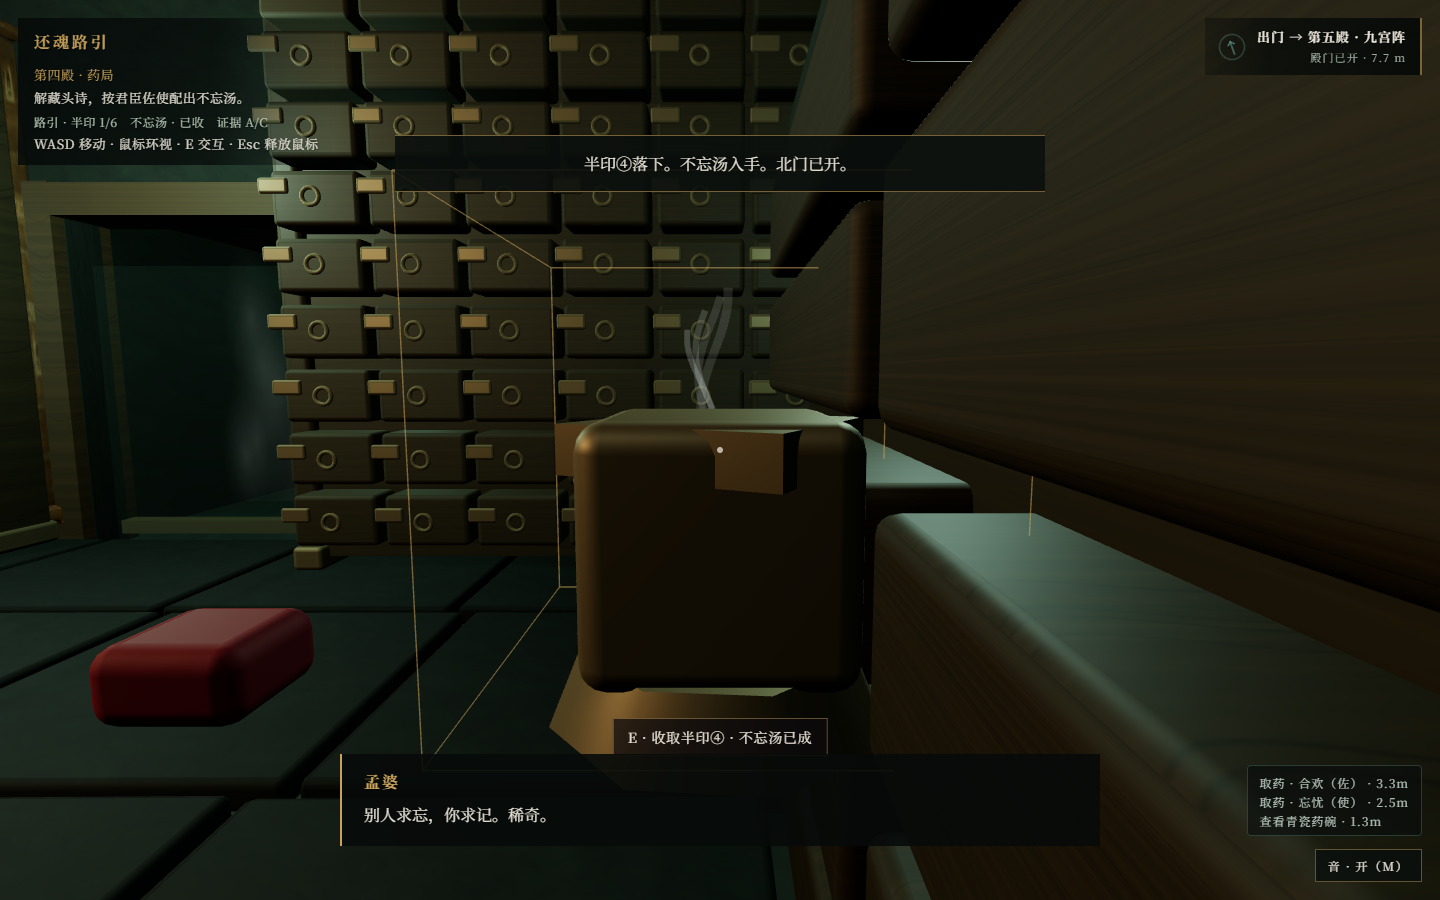 还魂路引
第四殿 · 药局
解藏头诗，按君臣佐使配出不忘汤。
路引 · 半印 1/6 不忘汤 · 已收 证据 A/C
WASD 移动 · 鼠标环视 · E 交互 · Esc 释放鼠标
出门 → 第五殿 · 九宫阵
殿门已开 · 7.7 m
半印④落下。不忘汤入手。北门已开。
E · 收取半印④ · 不忘汤已成
孟婆
别人求忘，你求记。稀奇。
取药 · 合欢（佐） · 3.3m
取药 · 忘忧（使） · 2.5m
查看青瓷药碗 · 1.3m
音 · 开（M）